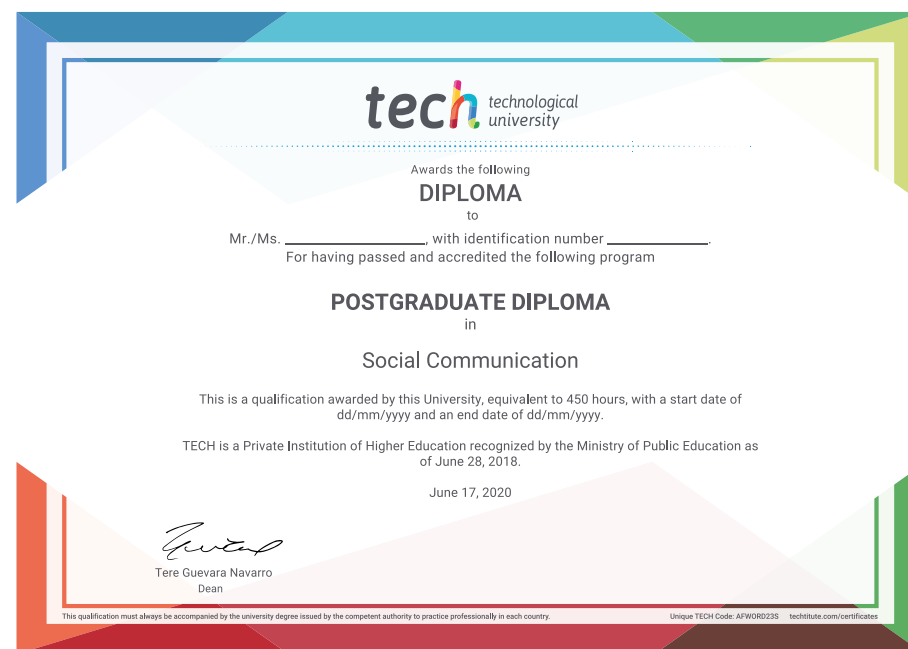 tech technological
university
Awards the following
DIPLOMA
to
Mr./Ms. ____________________, with identification number ______________.
For having passed and accredited the following program
POSTGRADUATE DIPLOMA
in
Social Communication
This is a qualification awarded by this University, equivalent to 450 hours, with a start date of
dd/mm/yyyy and an end date of dd/mm/yyyy.
TECH is a Private Institution of Higher Education recognized by the Ministry of Public Education as
of June 28, 2018.
June 17, 2020
Tere Guevara Navarro
Dean
This qualification must always be accompanied by the university degree issued by the competent authority to practice professionally in each country. Unique TECH Code: AFWORD23S techtitute.com/certificates